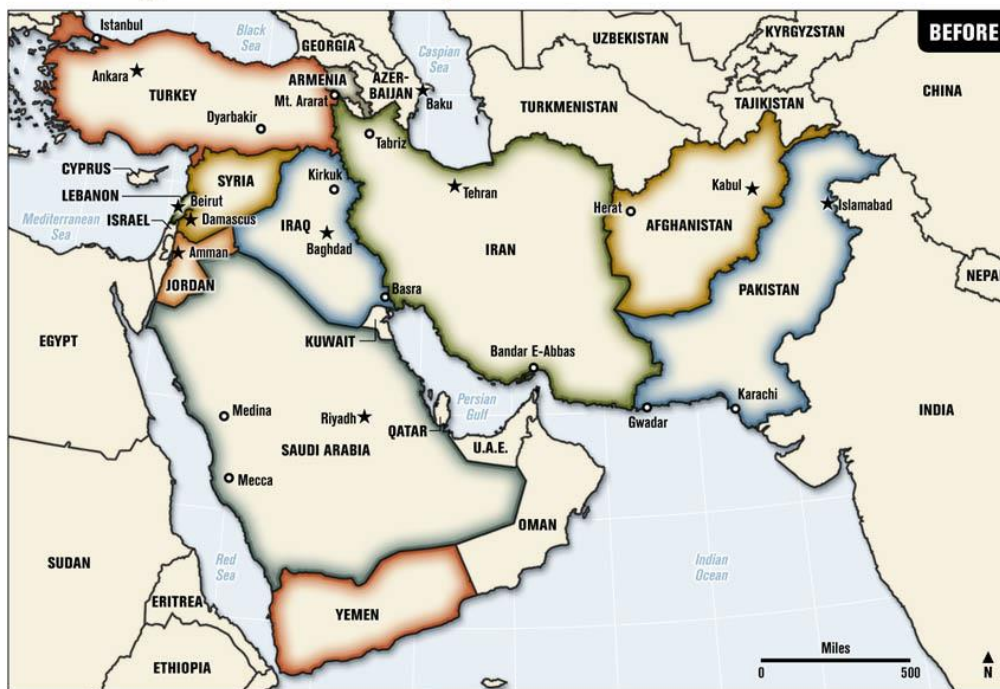 BEFORE
Istanbul
Black
Sea
GEORGIA
Caspian
Sea
UZBEKISTAN
KYRGYZSTAN
Ankara
TURKEY
ARMENIA
Mt. Ararat
AZER-
BAIJAN
Baku
TURKMENISTAN
TAJIKISTAN
CHINA
Dyarbakir
Tabriz
CYPRUS
SYRIA
Kirkuk
Tehran
Kabul
Islamabad
LEBANON
Beirut
Herat
AFGHANISTAN
Mediterranean
Sea
ISRAEL
Damascus
IRAQ
Baghdad
IRAN
Amman
JORDAN
Basra
PAKISTAN
NEPAL
EGYPT
KUWAIT
Bandar E-Abbas
Persian
Gulf
Karachi
Medina
Riyadh
QATAR
Gwadar
INDIA
SAUDI ARABIA
U.A.E.
Mecca
OMAN
SUDAN
Red
Sea
Indian
Ocean
ERITREA
YEMEN
Miles
0
500
N
ETHIOPIA